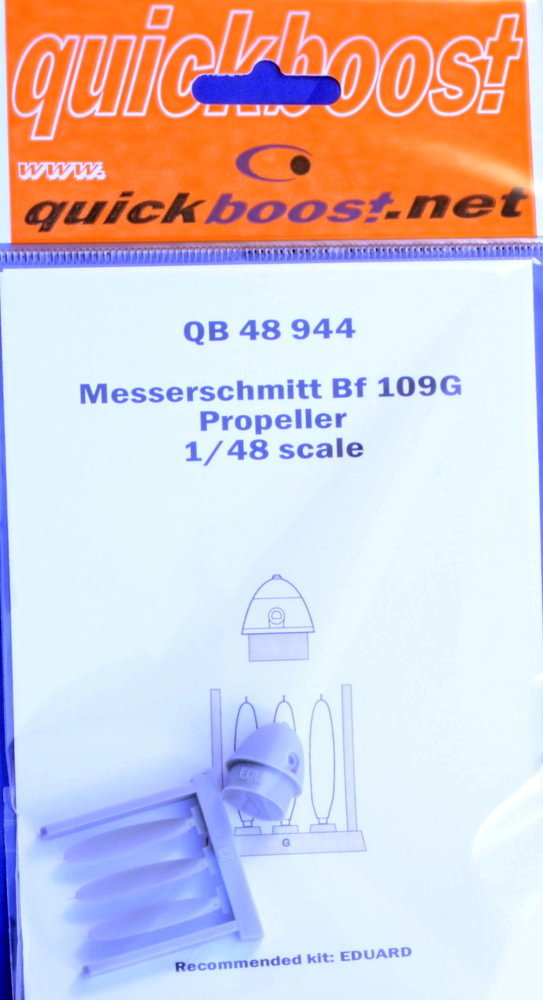 quickboost
www.
quickboost.net
QB 48 944
Messerschmitt Bf 109G
Propeller
1/48 scale
G
Recommended kit: EDUARD